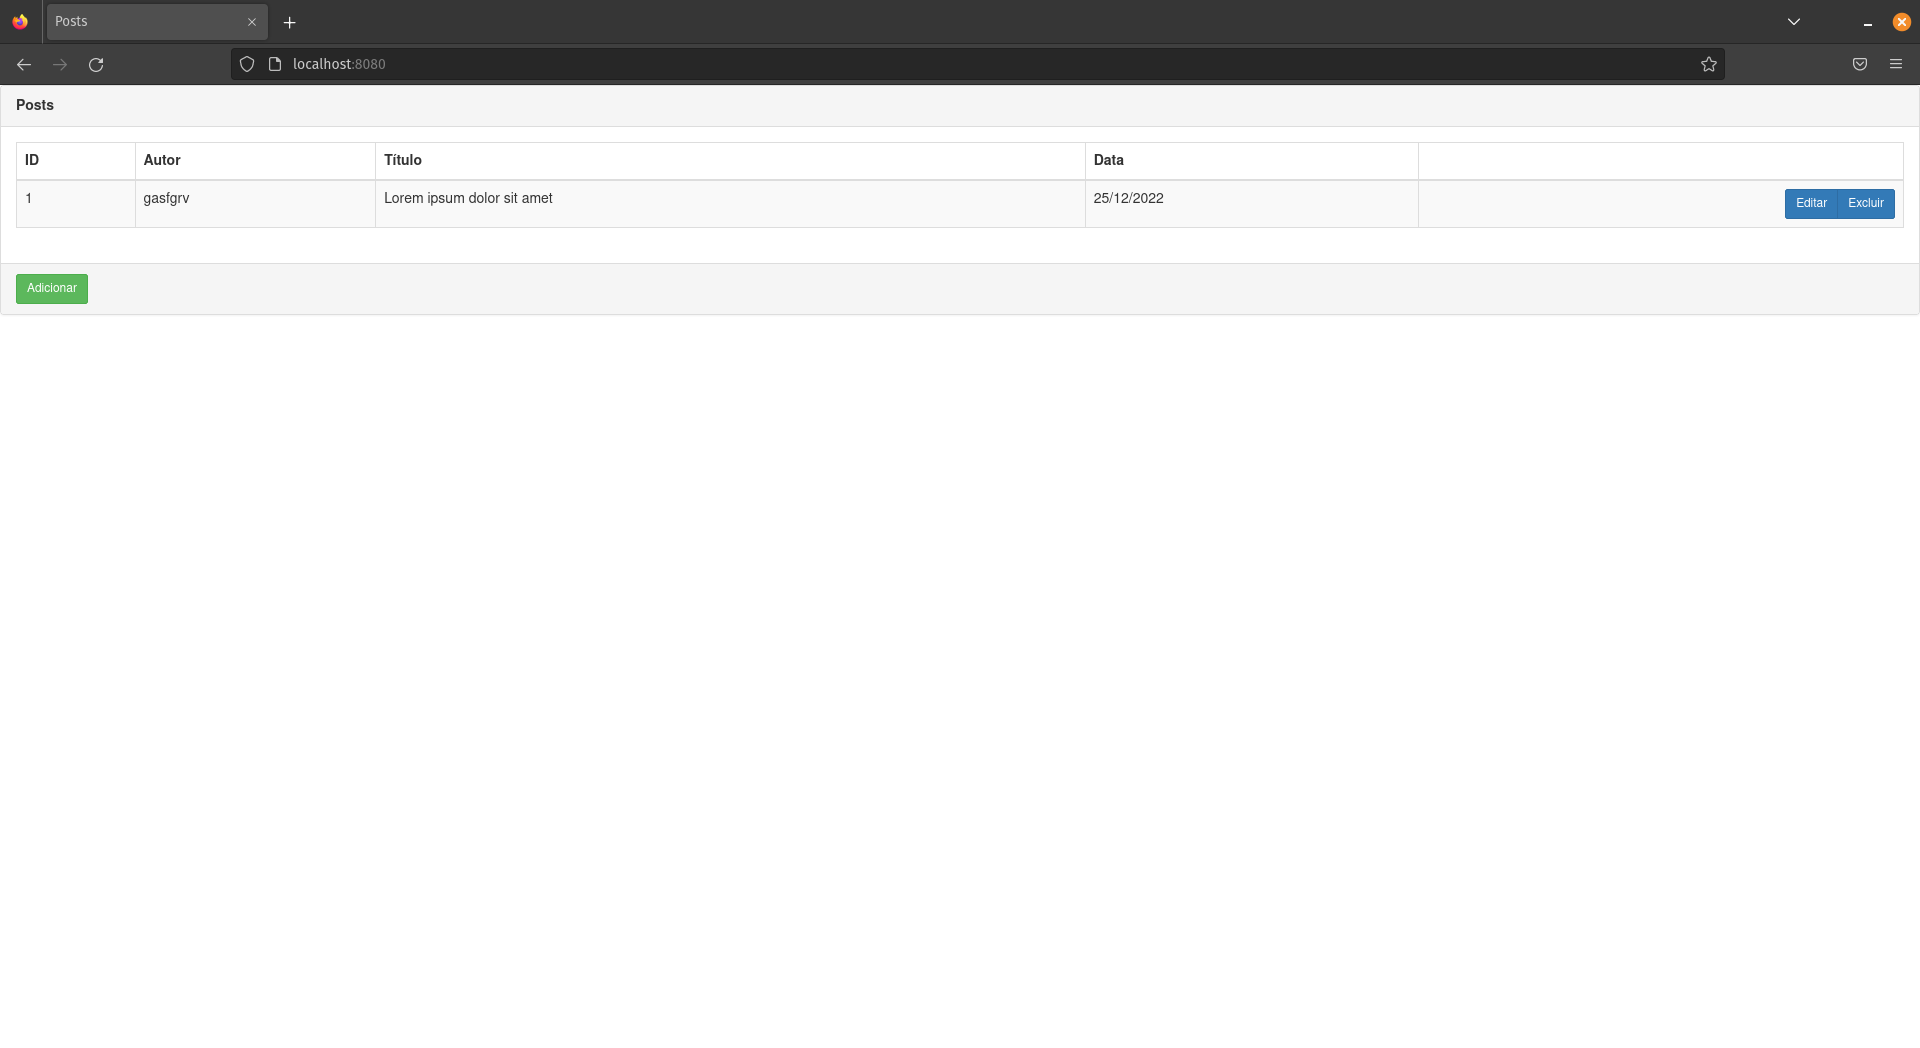 Posts
localhost:8080
Posts
ID Autor Título Data
1 gasfgrv Lorem ipsum dolor sit amet 25/12/2022 Editar Excluir
Adicionar